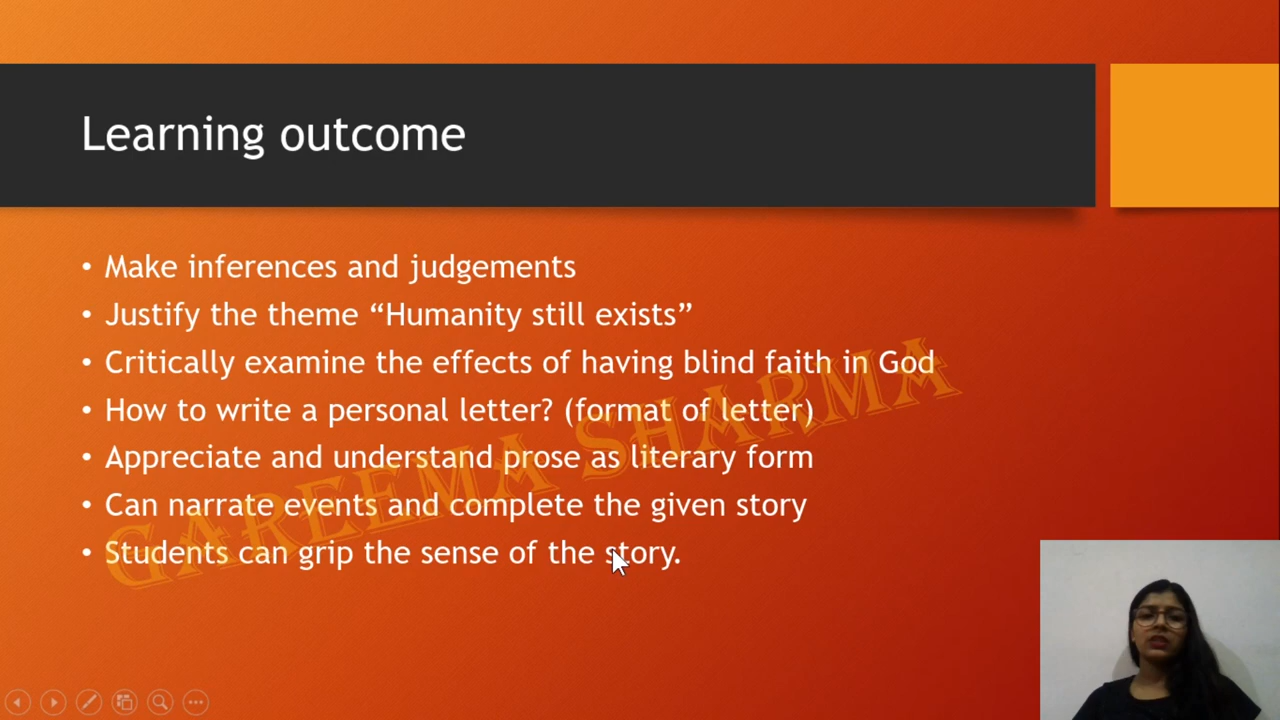 Learning outcome
• Make inferences and judgements
• Justify the theme “Humanity still exists”
• Critically examine the effects of having blind faith in God
• How to write a personal letter? (format of letter)
• Appreciate and understand prose as literary form
• Can narrate events and complete the given story
• Students can grip the sense of the story.
GAREEMA SHARMA